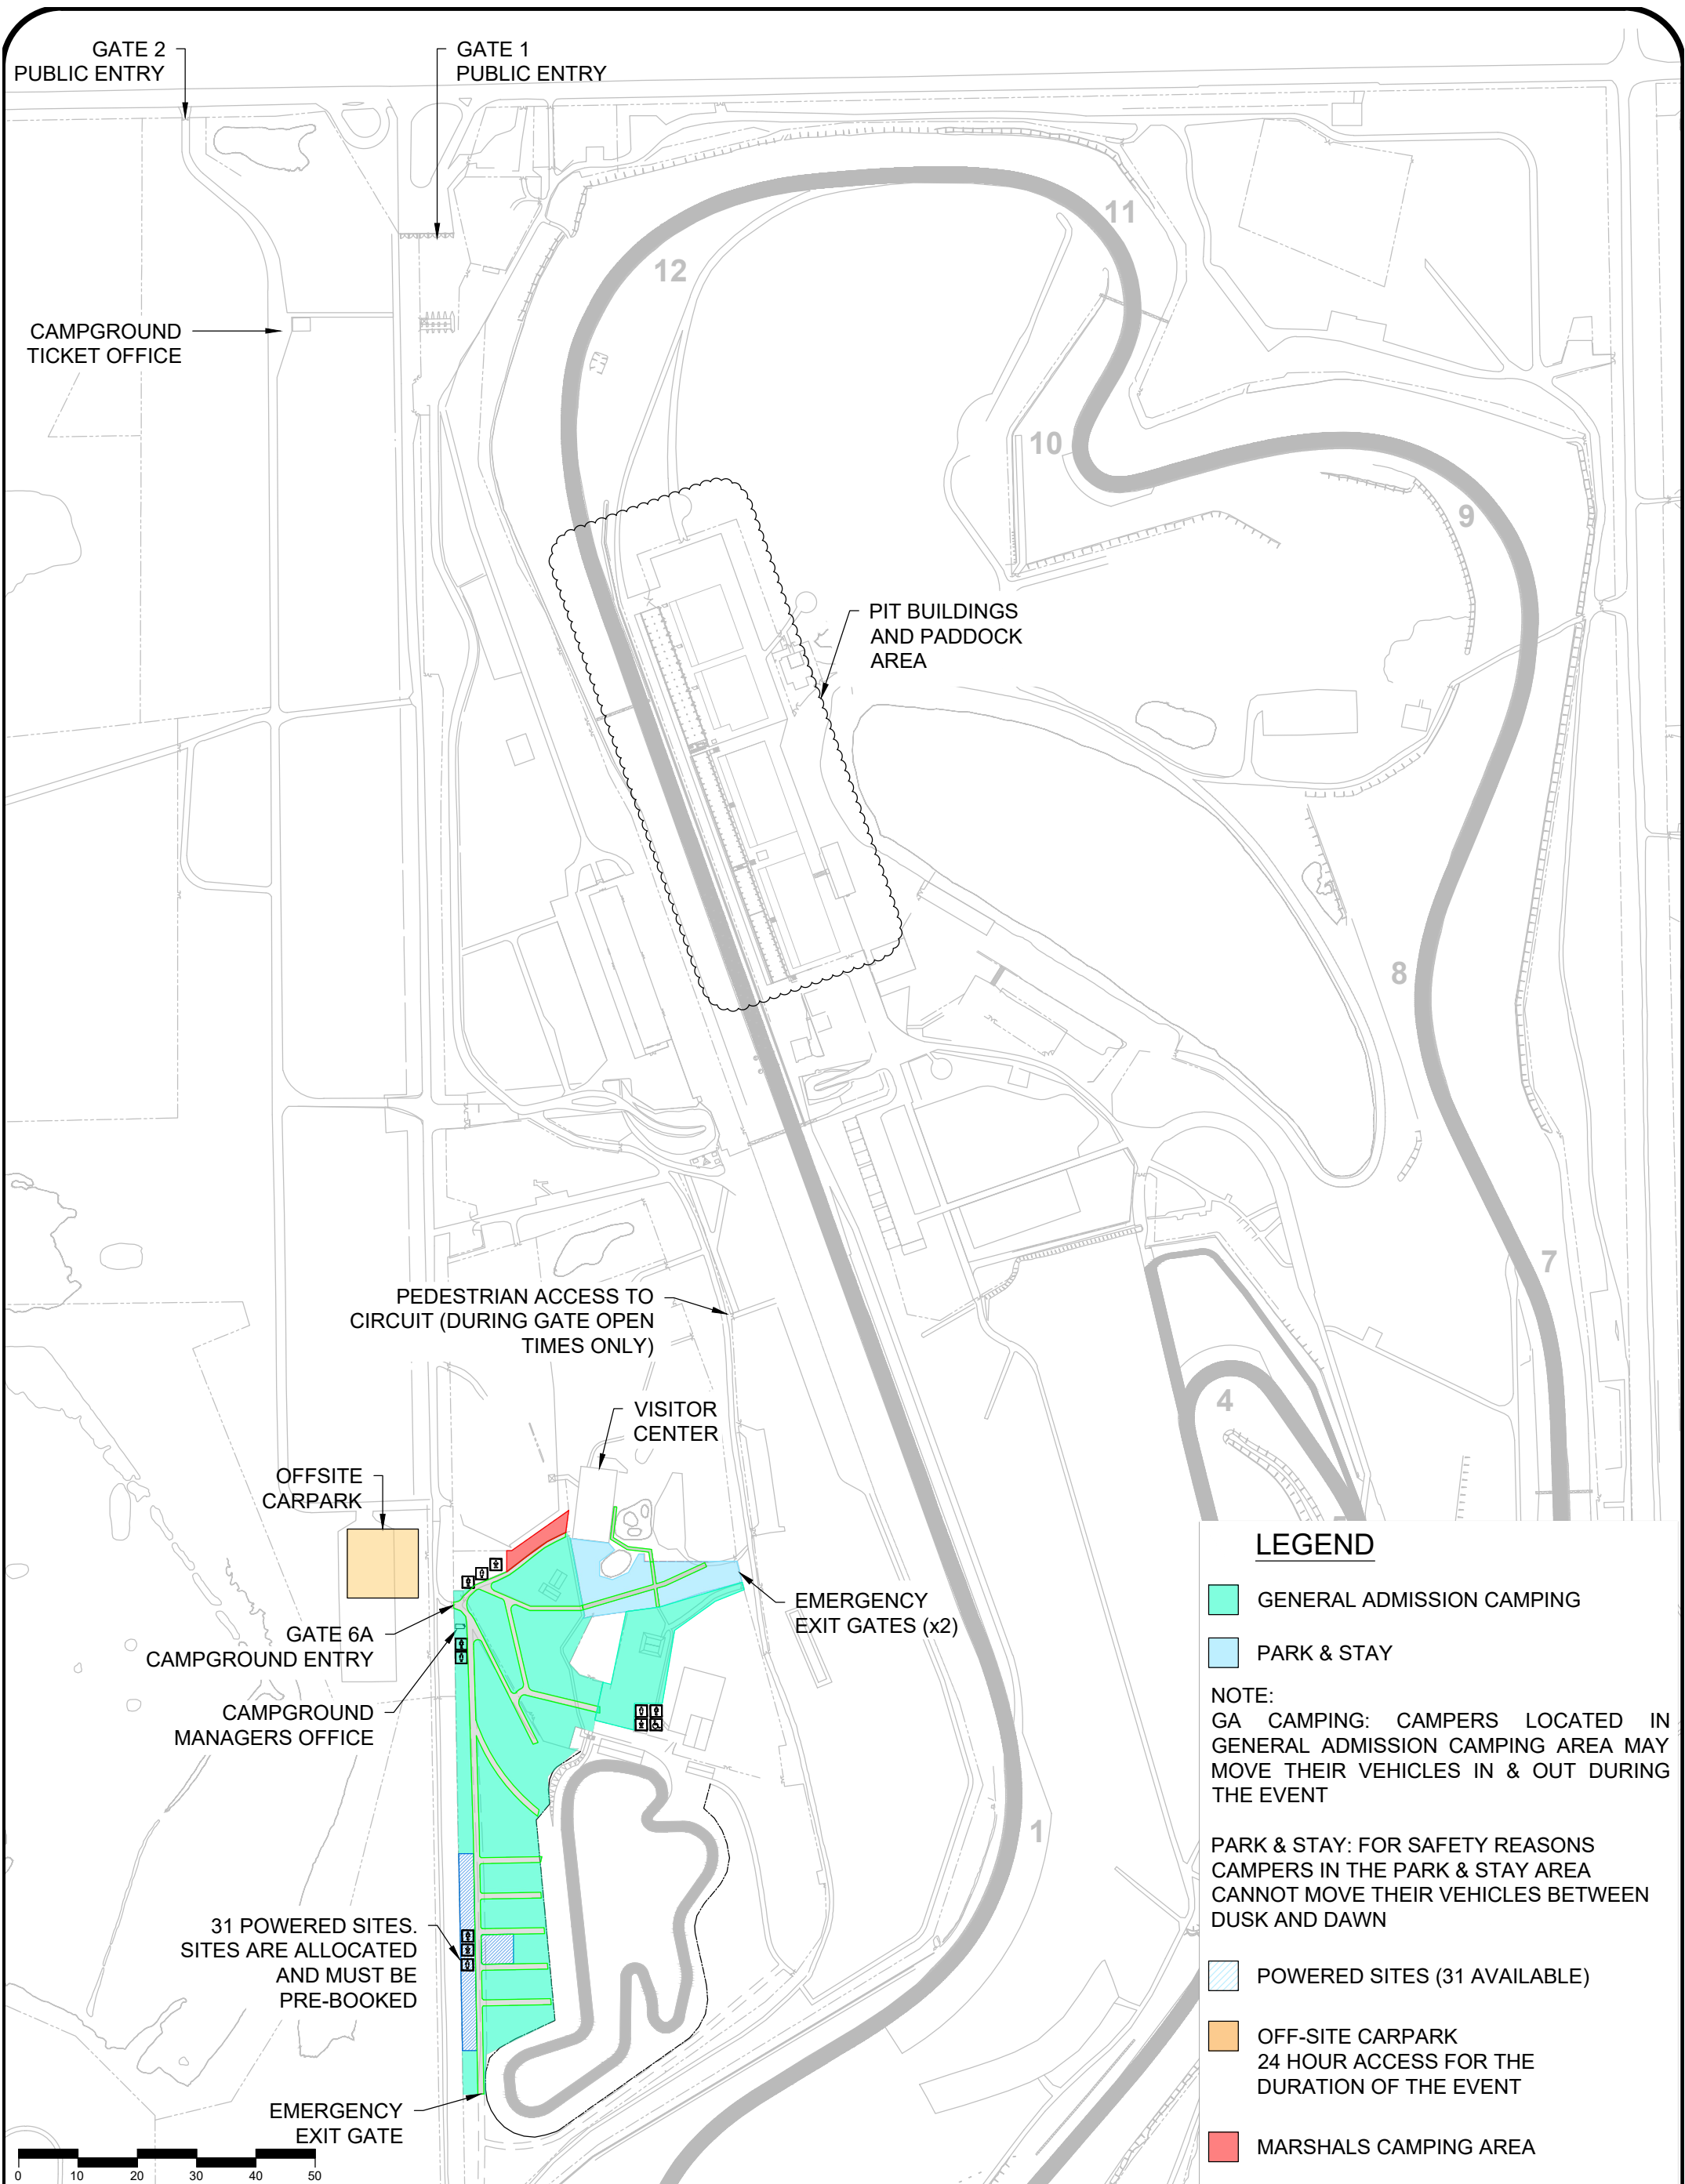 GATE 2
PUBLIC ENTRY
GATE 1
PUBLIC ENTRY
11
12
CAMPGROUND
TICKET OFFICE
10
9
PIT BUILDINGS
AND PADDOCK
AREA
8
7
PEDESTRIAN ACCESS TO
CIRCUIT (DURING GATE OPEN
TIMES ONLY)
4
VISITOR
CENTER
OFFSITE
CARPARK
EMERGENCY
EXIT GATES (x2)
GATE 6A
CAMPGROUND ENTRY
CAMPGROUND
MANAGERS OFFICE
1
31 POWERED SITES.
SITES ARE ALLOCATED
AND MUST BE
PRE-BOOKED
EMERGENCY
EXIT GATE
0 10 20 30 40 50
LEGEND
GENERAL ADMISSION CAMPING
PARK & STAY
NOTE:
GA CAMPING: CAMPERS LOCATED IN
GENERAL ADMISSION CAMPING AREA MAY
MOVE THEIR VEHICLES IN & OUT DURING
THE EVENT
PARK & STAY: FOR SAFETY REASONS
CAMPERS IN THE PARK & STAY AREA
CANNOT MOVE THEIR VEHICLES BETWEEN
DUSK AND DAWN
POWERED SITES (31 AVAILABLE)
OFF-SITE CARPARK
24 HOUR ACCESS FOR THE
DURATION OF THE EVENT
MARSHALS CAMPING AREA